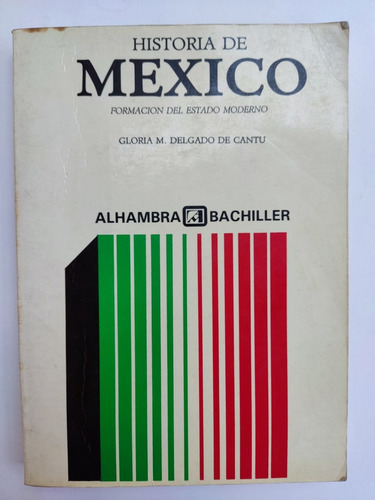 HISTORIA DE
MEXICO
FORMACION DEL ESTADO MODERNO
GLORIA M. DELGADO DE CANTU
ALHAMBRA A BACHILLER